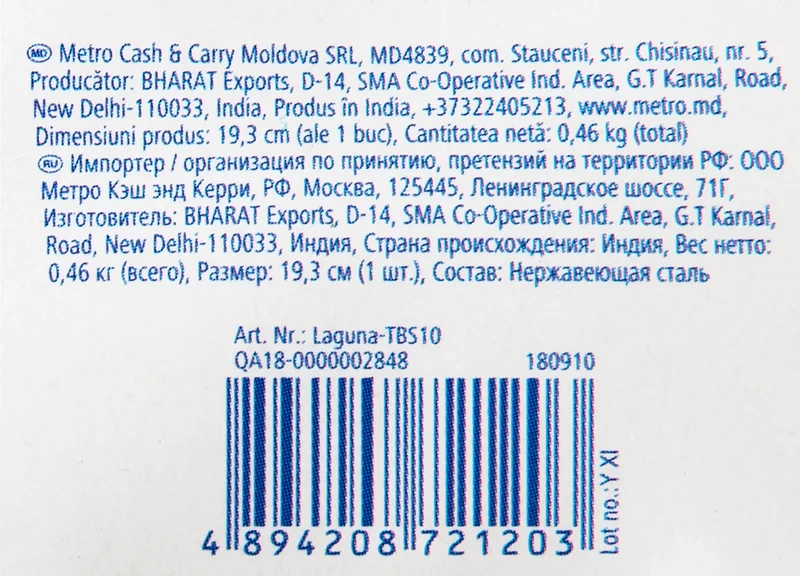 MD Metro Cash & Carry Moldova SRL, MD4839, com. Stauceni, str. Chisinau, nr. 5,
Producător: BHARAT Exports, D-14, SMA Co-Operative Ind. Area, G.T Karnal, Road,
New Delhi-110033, India, Produs în India, +37322405213, www.metro.md,
Dimensiuni produs: 19,3 cm (ale 1 buc), Cantitatea netă: 0,46 kg (total)
RU Импортер / организация по принятию, претензий на территории РФ: ООО
Метро Кэш энд Керри, РФ, Москва, 125445, Ленинградское шоссе, 71Г,
Изготовитель: BHARAT Exports, D-14, SMA Co-Operative Ind. Area, G.T Karnal,
Road, New Delhi-110033, Индия, Страна происхождения: Индия, Вес нетто:
0,46 кг (всего), Размер: 19,3 см (1 шт.), Состав: Нержавеющая сталь
Art. Nr.: Laguna-TBS10
QA18-0000002848 180910
Lot no.: Y XI
4 894208 721203